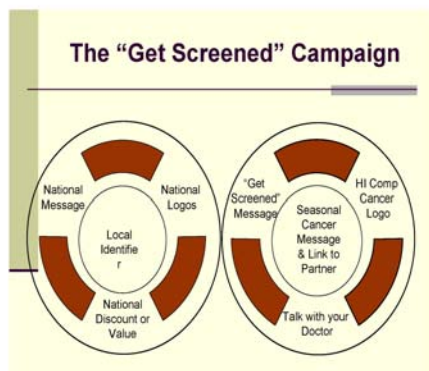 The “Get Screened” Campaign
National
Message
National
Logos
Local
Identifie
r
National
Discount or
Value
“Get
Screened”
Message
HI Comp
Cancer
Logo
Seasonal
Cancer
Message
& Link to
Partner
Talk with your
Doctor